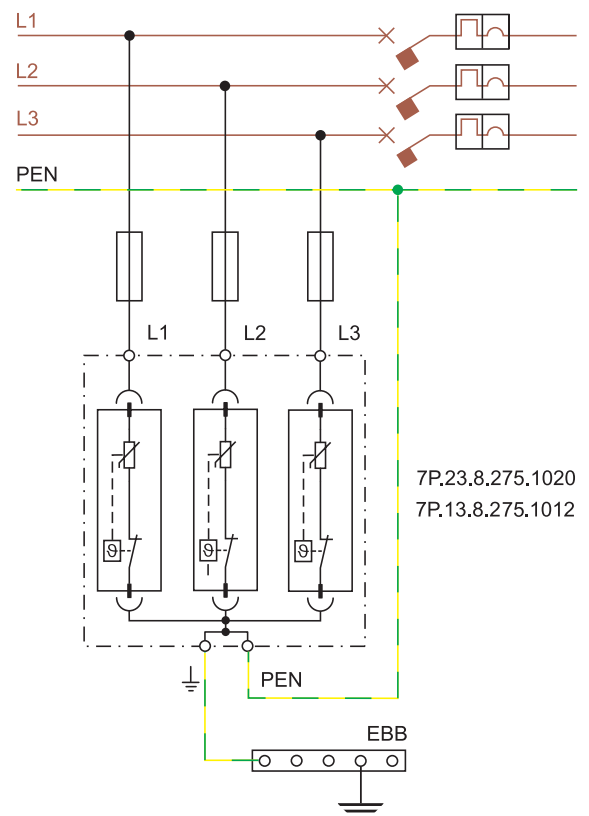 L1
L2
L3
PEN
L1 L2 L3
7P.23.8.275.1020
7P.13.8.275.1012
ϑ ϑ ϑ
PEN
EBB